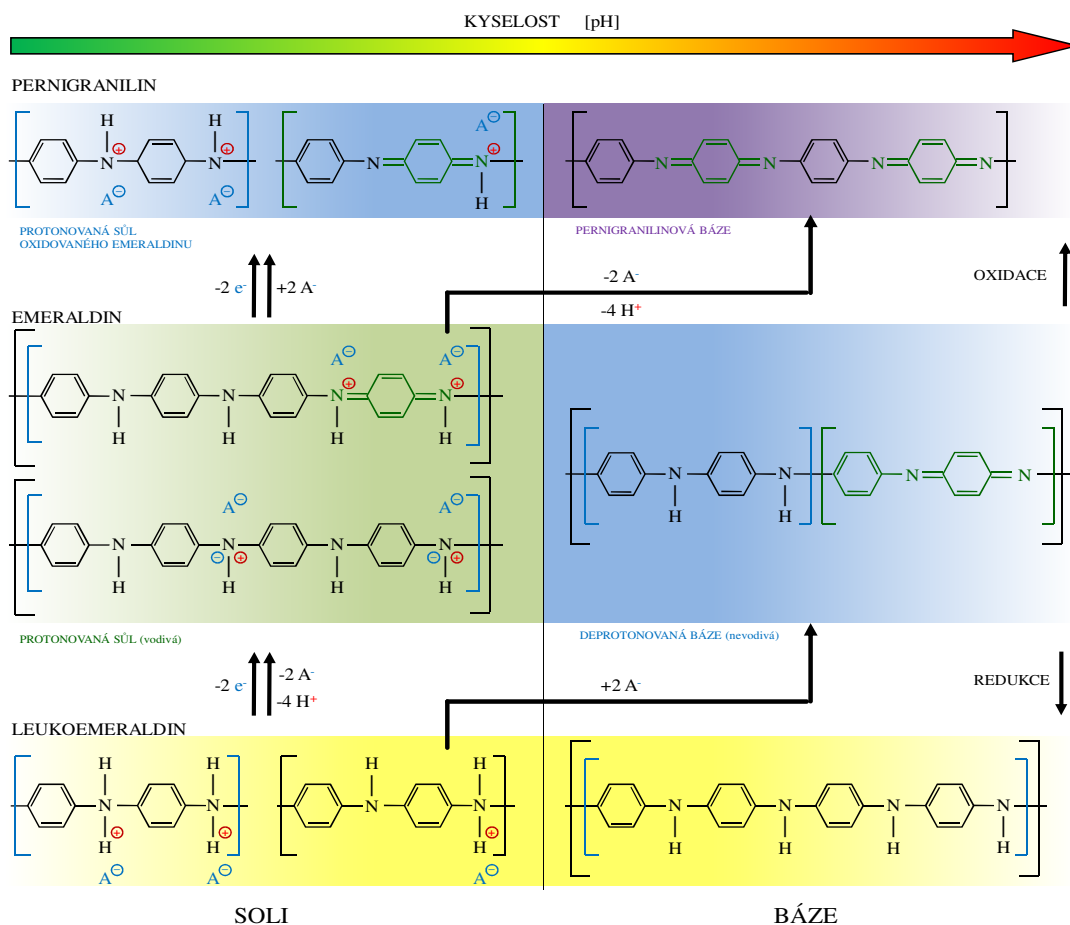 KYSELOST [pH]
PERNIGRANILIN
H H A⊖
N⊕ N⊕ N N⊕ N N N N
A⊖ A⊖ H
PROTONOVANÁ SŮL
OXIDOVANÉHO EMERALDINU
PERNIGRANILINOVÁ BÁZE
-2 e- +2 A-
-2 A-
-4 H+
OXIDACE
EMERALDIN
A⊖ A⊖
N N N⊕ N⊕
H H H H
N N N N
H H
A⊖ A⊖
N N⊖⊕ N N⊖⊕
H H H H
PROTONOVANÁ SŮL (vodivá)
DEPROTONOVANÁ BÁZE (nevodivá)
-2 e- -2 A-
-4 H+
+2 A-
REDUKCE
LEUKOEMERALDIN
H H H H
N N N N N N N N
H⊕ H⊕ H⊕ H H H H
A⊖ A⊖ A⊖
SOLI BÁZE